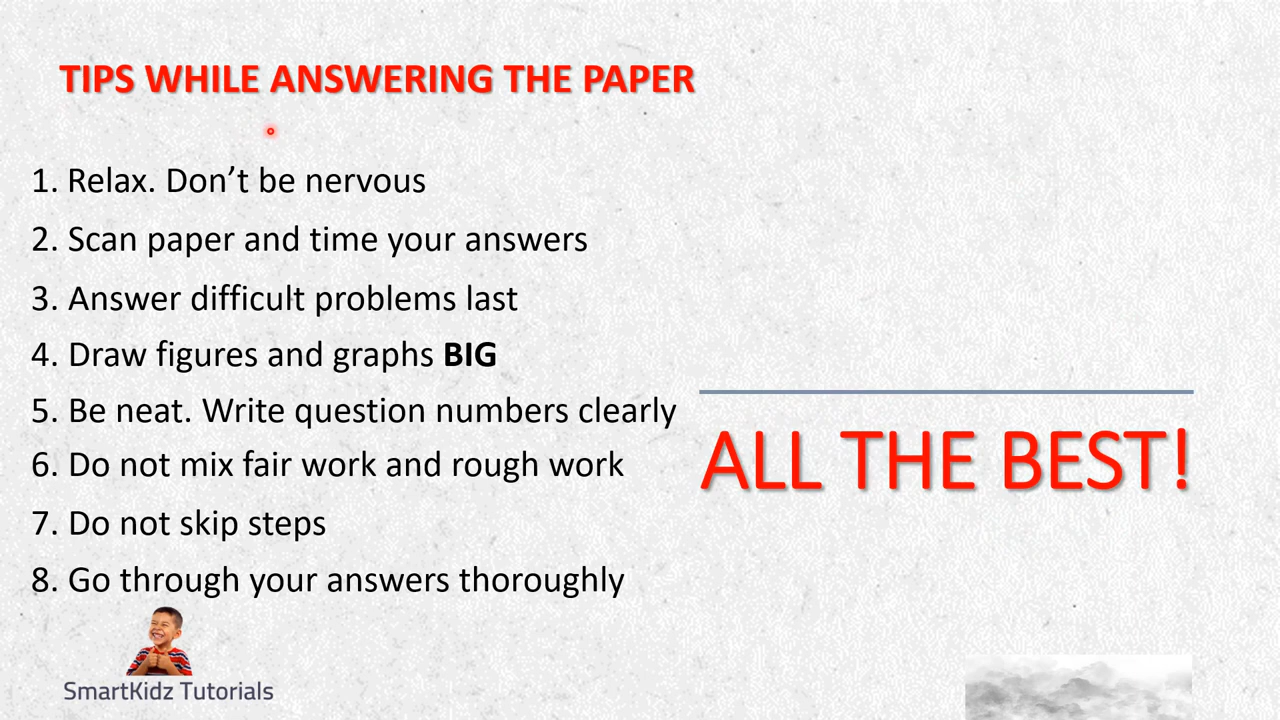 TIPS WHILE ANSWERING THE PAPER
1. Relax. Don’t be nervous
2. Scan paper and time your answers
3. Answer difficult problems last
4. Draw figures and graphs BIG
5. Be neat. Write question numbers clearly
6. Do not mix fair work and rough work
7. Do not skip steps
8. Go through your answers thoroughly
ALL THE BEST!
SmartKidz Tutorials